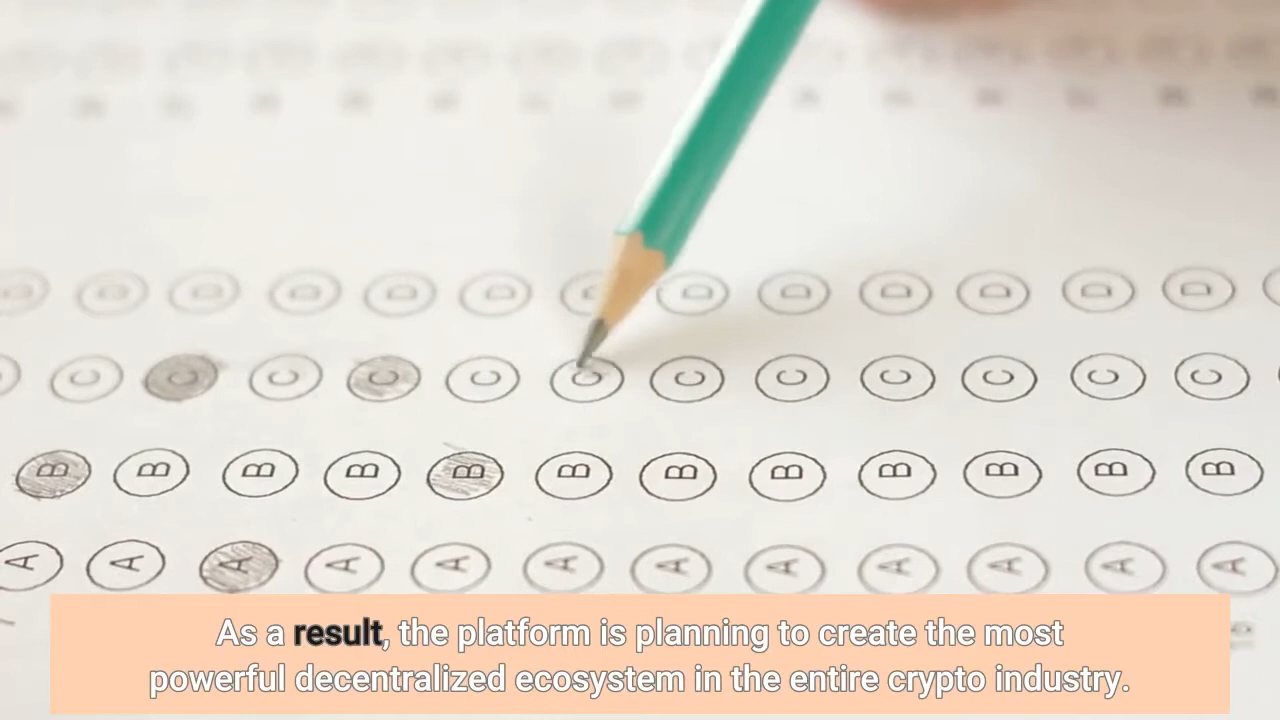 D D D D D D D D D D D
C C C C C C C C C C C C
B B B B B B B B B B B B
A A A A A A A A A A A A
As a result, the platform is planning to create the most
powerful decentralized ecosystem in the entire crypto industry.